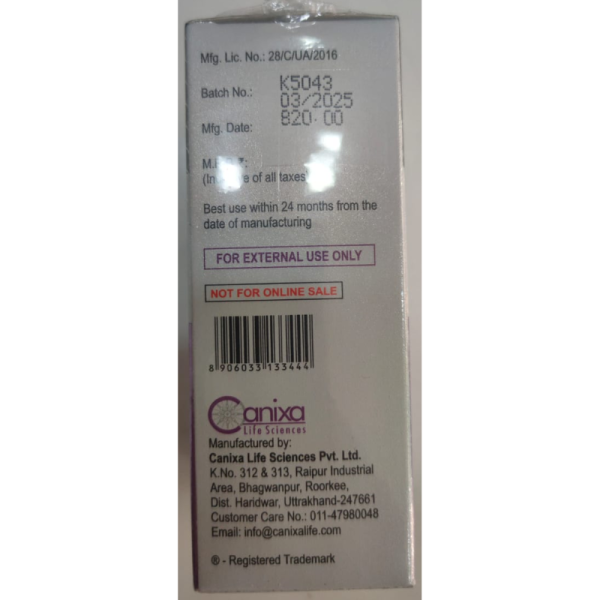 Mfg. Lic. No.: 28/C/UA/2016
Batch No.: K5043
03/2025
Mfg. Date: 820.00
(In of all taxes)
Best use within 24 months from the
date of manufacturing
FOR EXTERNAL USE ONLY
NOT FOR ONLINE SALE
8 906033 133444
Canixa
Life Sciences
Manufactured by:
Canixa Life Sciences Pvt. Ltd.
K.No. 312 & 313, Raipur Industrial
Area, Bhagwanpur, Roorkee,
Dist. Haridwar, Uttrakhand-247661
Customer Care No.: 011-47980048
Email: info@canixalife.com
® - Registered Trademark